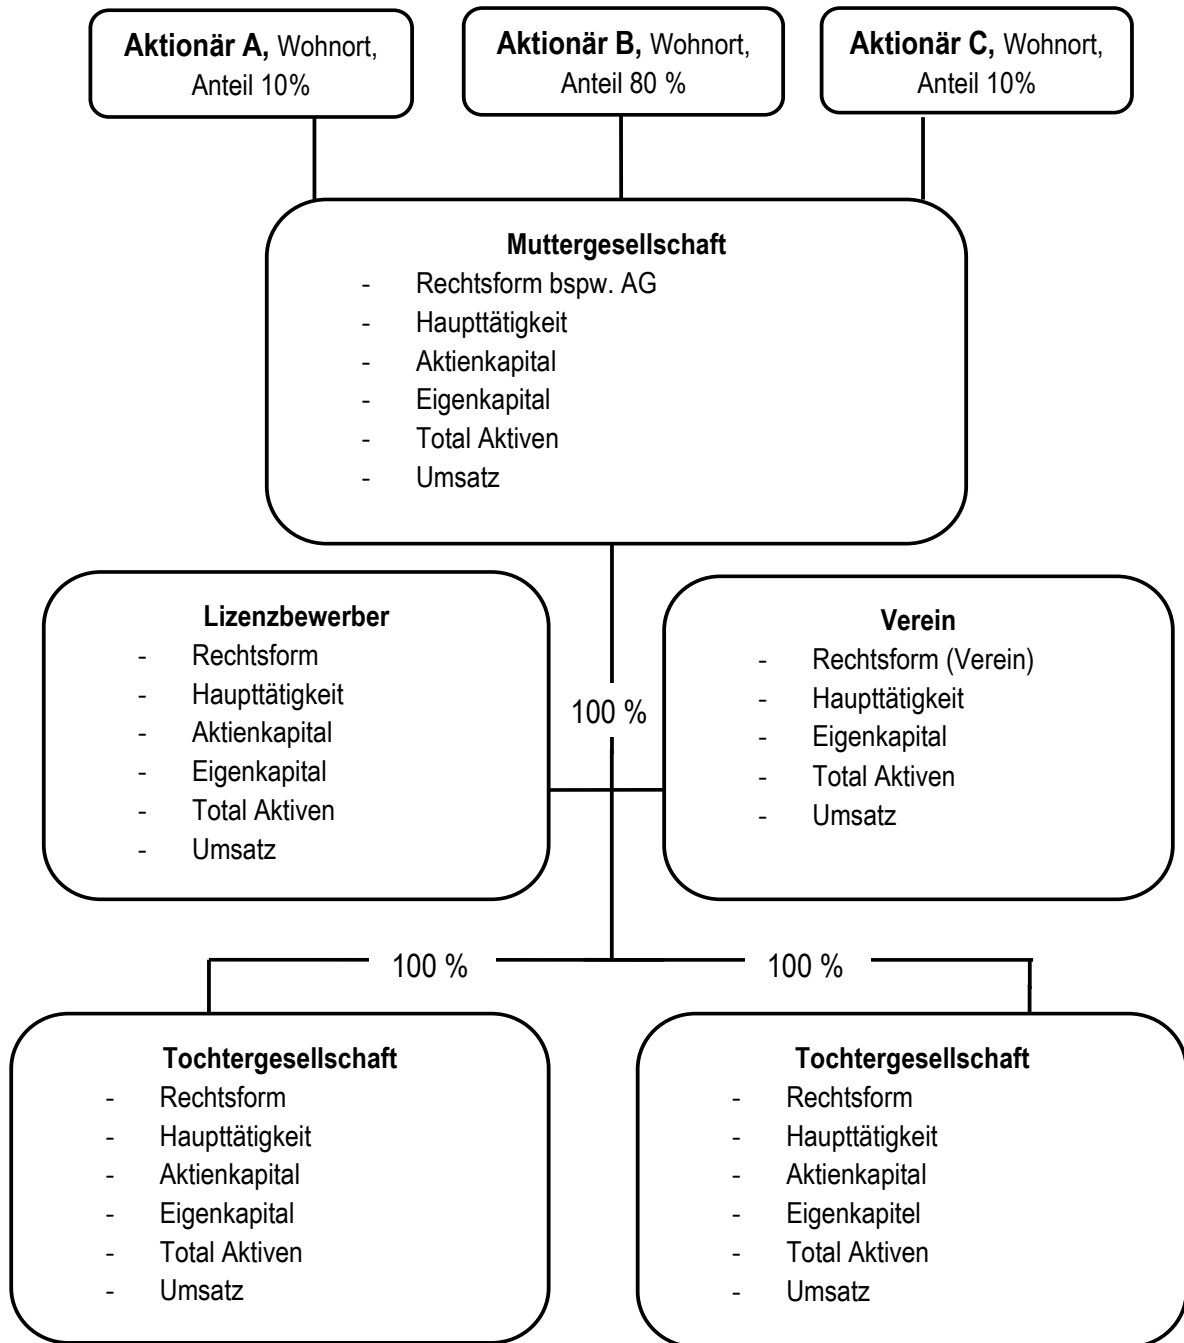 Aktionär A, Wohnort,
Anteil 10%
Aktionär B, Wohnort,
Anteil 80 %
Aktionär C, Wohnort,
Anteil 10%
Muttergesellschaft
- Rechtsform bspw. AG
- Haupttätigkeit
- Aktienkapital
- Eigenkapital
- Total Aktiven
- Umsatz
Lizenzbewerber
- Rechtsform
- Haupttätigkeit
- Aktienkapital
- Eigenkapital
- Total Aktiven
- Umsatz
100 %
Verein
- Rechtsform (Verein)
- Haupttätigkeit
- Eigenkapital
- Total Aktiven
- Umsatz
100 %
100 %
Tochtergesellschaft
- Rechtsform
- Haupttätigkeit
- Aktienkapital
- Eigenkapital
- Total Aktiven
- Umsatz
Tochtergesellschaft
- Rechtsform
- Haupttätigkeit
- Aktienkapital
- Eigenkapitel
- Total Aktiven
- Umsatz